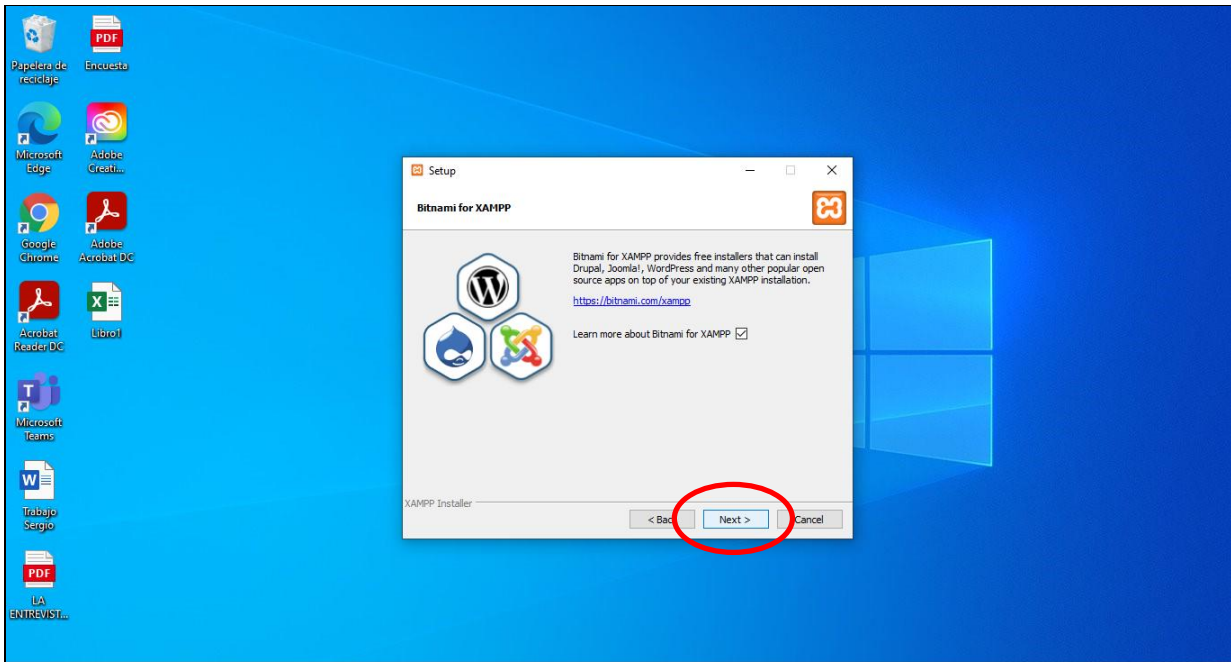 Papelera de
reciclaje
PDF
Encuesta
Microsoft
Edge
Adobe
Creati...
Google
Chrome
Adobe
Acrobat DC
Acrobat
Reader DC
Libro1
T
Microsoft
Teams
W
Trabajo
Sergio
PDF
LA
ENTREVIST...
Setup
Bitnami for XAMPP
Bitnami for XAMPP provides free installers that can install
Drupal, Joomla!, WordPress and many other popular open
source apps on top of your existing XAMPP installation.
https://bitnami.com/xampp
Learn more about Bitnami for XAMPP
XAMPP Installer
< Bac
Next >
Cancel